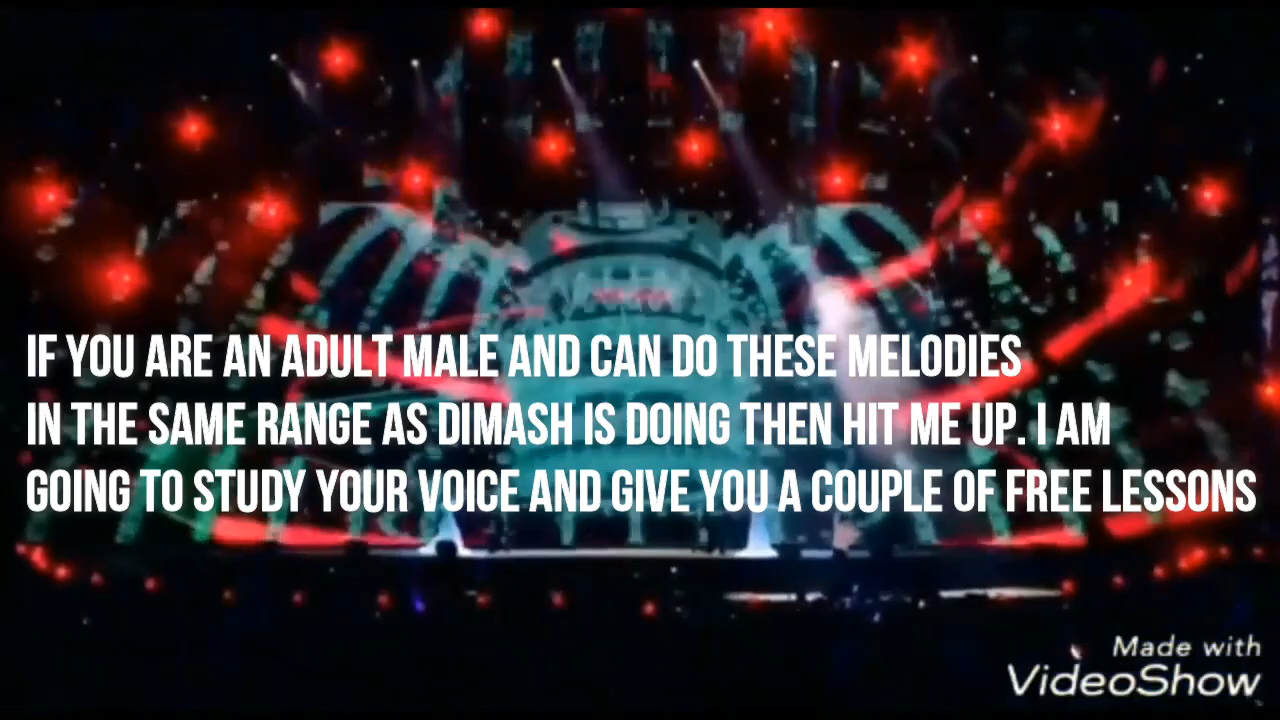 IF YOU ARE AN ADULT MALE AND CAN DO THESE MELODIES
IN THE SAME RANGE AS DIMASH IS DOING THEN HIT ME UP. I AM
GOING TO STUDY YOUR VOICE AND GIVE YOU A COUPLE OF FREE LESSONS
Made with
VideoShow